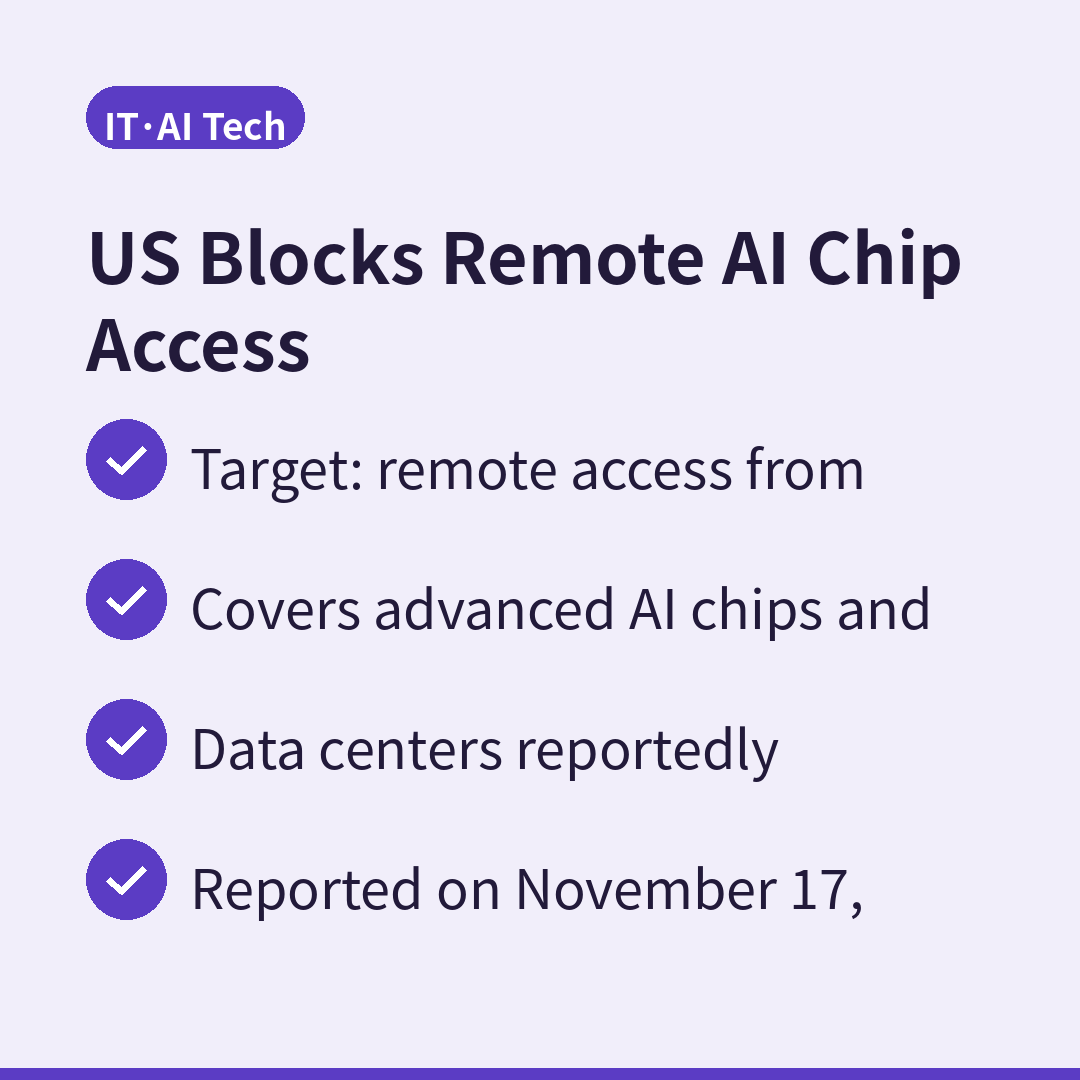 IT·AI Tech
US Blocks Remote AI Chip
Access
Target: remote access from
Covers advanced AI chips and
Data centers reportedly
Reported on November 17,